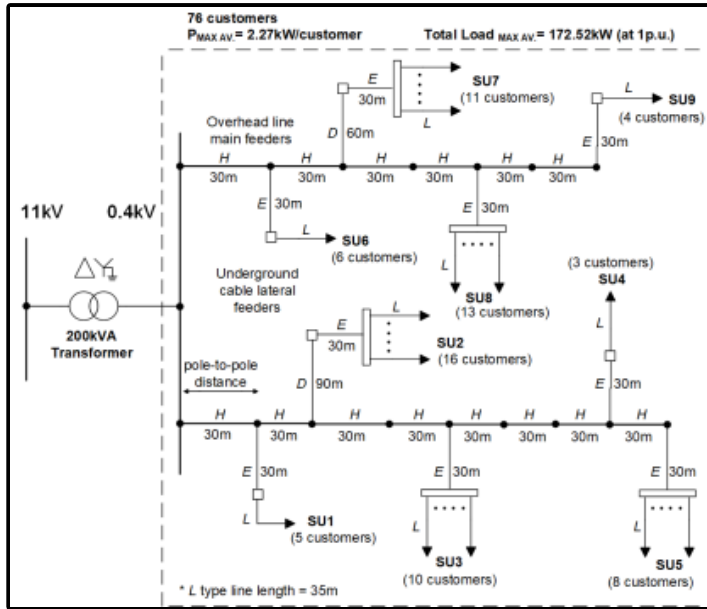 76 customers
PMAX AV.= 2.27kW/customer
Total Load MAX AV.= 172.52kW (at 1p.u.)
E
30m
SU7
(11 customers)
L
D
60m
L
SU9
(4 customers)
E
30m
Overhead line
main feeders
H
H
H
H
H
H
30m
30m
30m
30m
30m
30m
E
30m
L
SU6
(6 customers)
E
30m
L
L
SU8
(13 customers)
11kV
0.4kV
200kVA
Transformer
Underground
cable lateral
feeders
(3 customers)
SU4
L
E
30m
E
30m
L
SU2
(16 customers)
D
90m
pole-to-pole
distance
H
H
H
H
H
H
H
30m
30m
30m
30m
30m
30m
30m
E
30m
L
SU1
(5 customers)
E
30m
L
L
SU3
(10 customers)
E
30m
L
L
SU5
(8 customers)
* L type line length = 35m